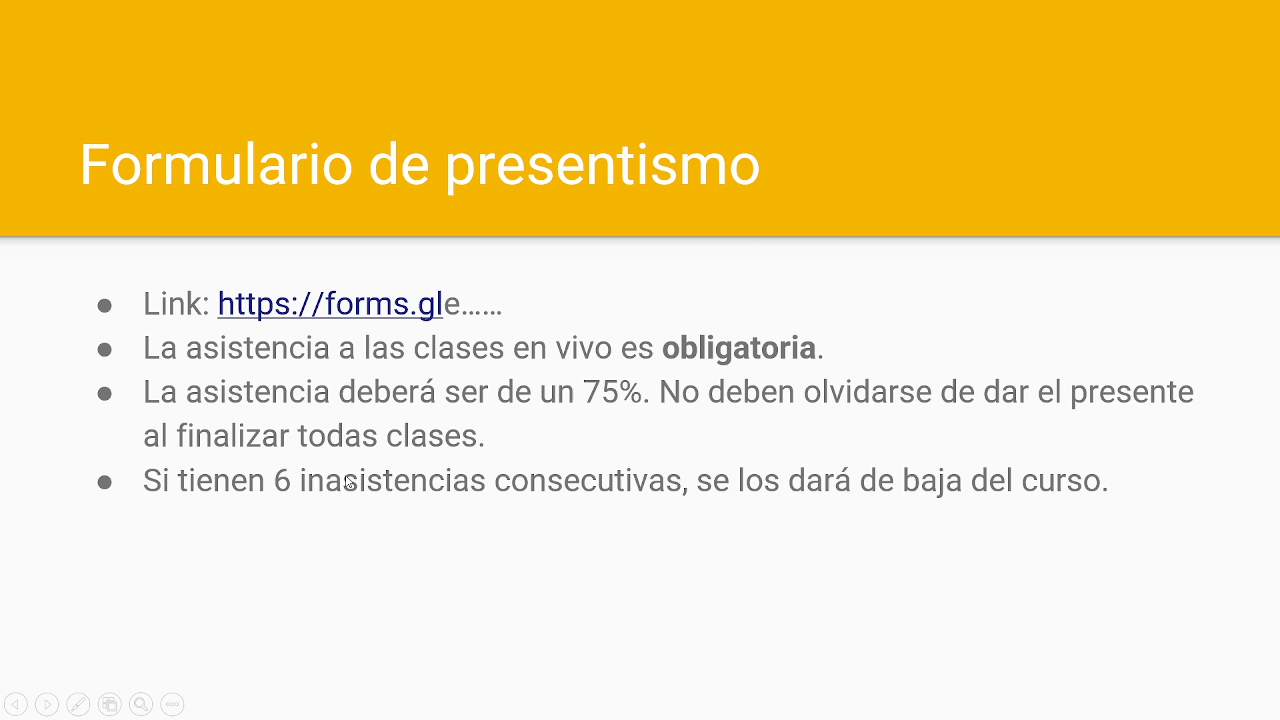 Formulario de presentismo
● Link: https://forms.gle......
● La asistencia a las clases en vivo es obligatoria.
● La asistencia deberá ser de un 75%. No deben olvidarse de dar el presente
al finalizar todas clases.
● Si tienen 6 inasistencias consecutivas, se los dará de baja del curso.